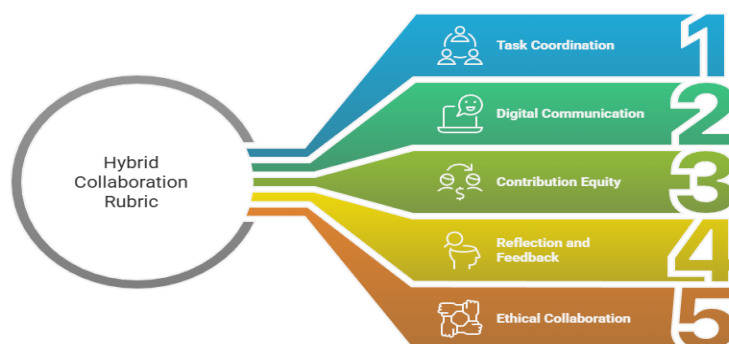 Hybrid
Collaboration
Rubric
Task Coordination
1
Digital Communication
2
Contribution Equity
3
Reflection and
Feedback
4
Ethical Collaboration
5